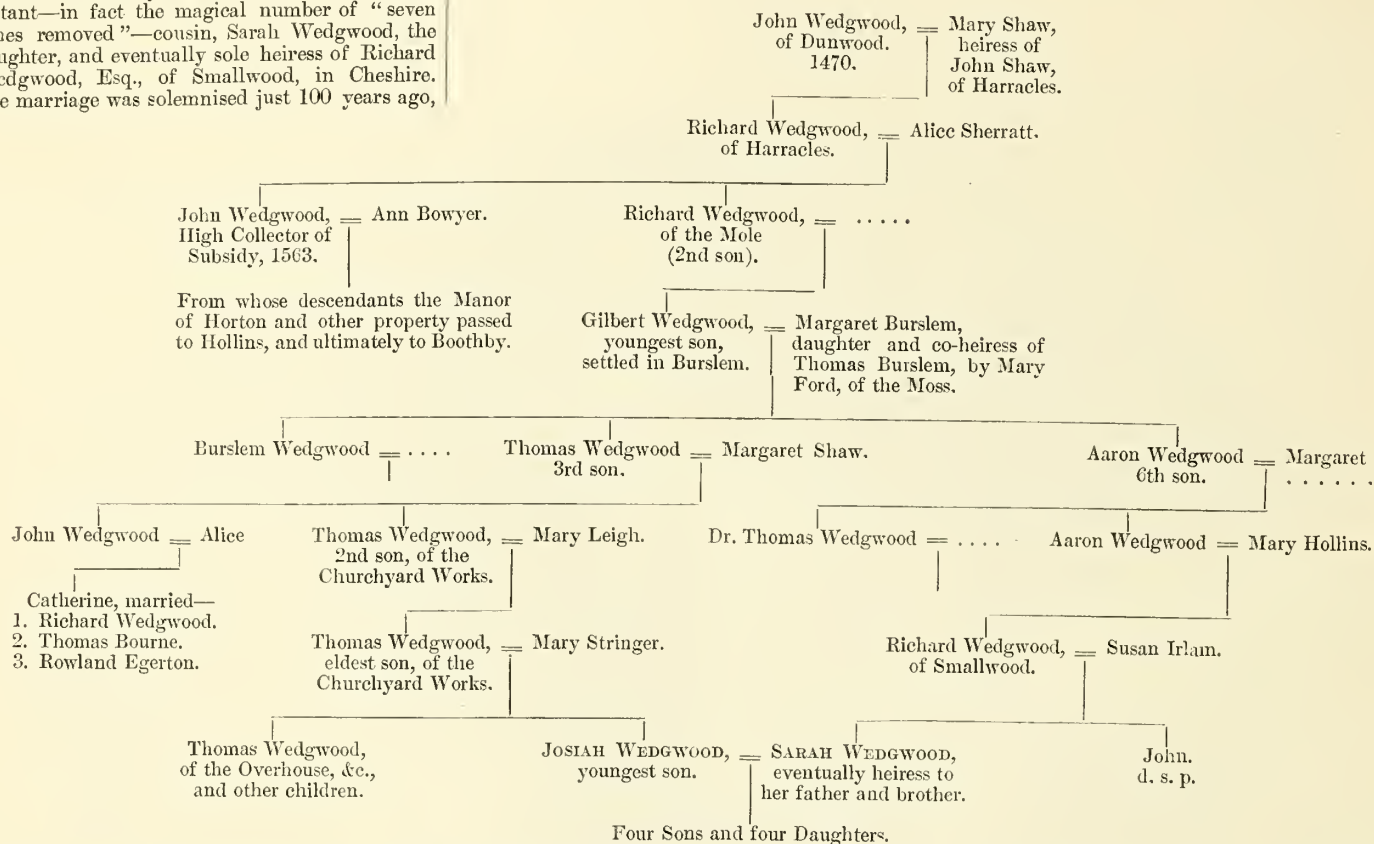 tant—in fact the magical number of “seven
removed”—cousin, Sarah Wedgwood, the
and eventually sole heiress of Richard
Esq., of Smallwood, in Cheshire.
marriage was solemnised just 100 years ago,
John Wedgwood, = Mary Shaw,
of Dunwood. heiress of
1470. John Shaw,
of Harracles.
Richard Wedgwood, = Alice Sherratt.
of Harracles.
John Wedgwood, = Ann Bowyer.
High Collector of
Subsidy, 1563.
Richard Wedgwood, = .....
of the Mole
(2nd son).
From whose descendants the Manor
of Horton and other property passed
to Hollins, and ultimately to Boothby.
Gilbert Wedgwood, = Margaret Burslem,
youngest son, daughter and co-heiress of
settled in Burslem. Thomas Burslem, by Mary
Ford, of the Moss.
Burslem Wedgwood = ....
Thomas Wedgwood = Margaret Shaw.
3rd son.
Aaron Wedgwood = Margaret
6th son. ......
John Wedgwood = Alice
Thomas Wedgwood, = Mary Leigh.
2nd son, of the
Churchyard Works.
Dr. Thomas Wedgwood = ....
Aaron Wedgwood = Mary Hollins.
Catherine, married—
1. Richard Wedgwood.
2. Thomas Bourne.
3. Rowland Egerton.
Thomas Wedgwood, = Mary Stringer.
eldest son, of the
Churchyard Works.
Richard Wedgwood, = Susan Irlam.
of Smallwood.
Thomas Wedgwood,
of the Overhouse, &c.,
and other children.
JOSIAH WEDGWOOD, = SARAH WEDGWOOD,
youngest son. eventually heiress to
her father and brother.
John.
d. s. p.
Four Sons and four Daughters.